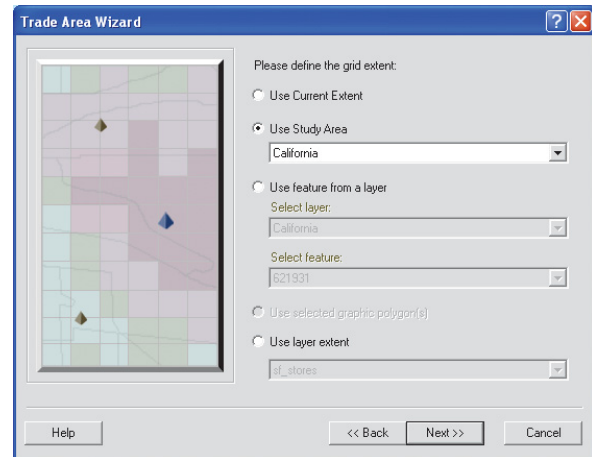 Trade Area Wizard
Please define the grid extent:
Use Current Extent
Use Study Area
California
Use feature from a layer
Select layer:
California
Select feature:
621931
Use selected graphic polygon(s)
Use layer extent
sf_stores
Help
<< Back
Next >>
Cancel